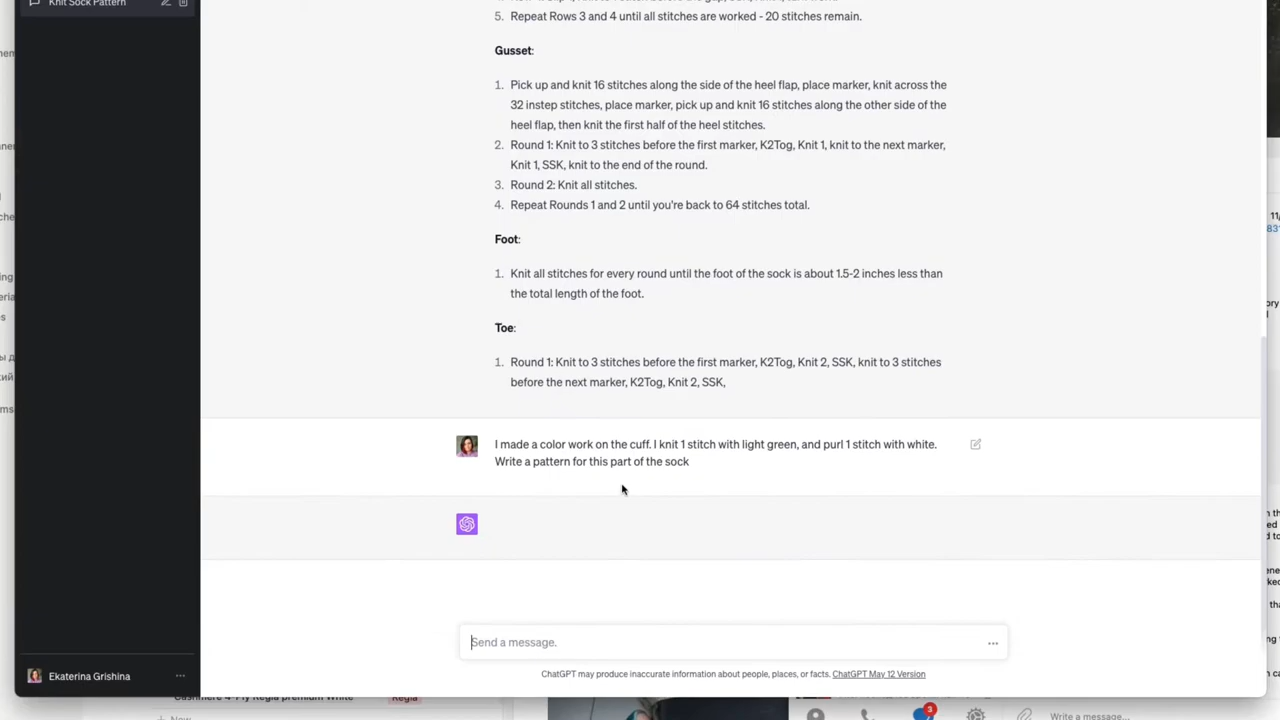 Knit Sock Pattern
5. Repeat Rows 3 and 4 until all stitches are worked - 20 stitches remain.
Gusset:
1. Pick up and knit 16 stitches along the side of the heel flap, place marker, knit across the
32 instep stitches, place marker, pick up and knit 16 stitches along the other side of the
heel flap, then knit the first half of the heel stitches.
2. Round 1: Knit to 3 stitches before the first marker, K2Tog, Knit 1, knit to the next marker,
Knit 1, SSK, knit to the end of the round.
3. Round 2: Knit all stitches.
4. Repeat Rounds 1 and 2 until you're back to 64 stitches total.
Foot:
1. Knit all stitches for every round until the foot of the sock is about 1.5-2 inches less than
the total length of the foot.
Toe:
1. Round 1: Knit to 3 stitches before the first marker, K2Tog, Knit 2, SSK, knit to 3 stitches
before the next marker, K2Tog, Knit 2, SSK,
I made a color work on the cuff. I knit 1 stitch with light green, and purl 1 stitch with white.
Write a pattern for this part of the sock
Send a message.
ChatGPT may produce inaccurate information about people, places, or facts. ChatGPT May 12 Version
Ekaterina Grishina
Cashmere 4-Ply Regia premium White
Regia
New
3
Write a message...